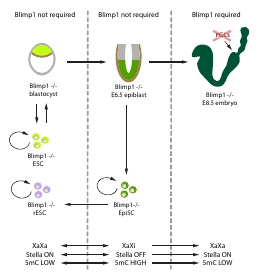 Blimp1 not required
Blimp1 not required
Blimp1 required
PGCs
Blimp1 -/-
blastocyst
Blimp1 -/-
E6.5 epiblast
Blimp1 -/-
E8.5 embryo
Blimp1 -/-
ESC
Blimp1 -/-
rESC
Blimp1 -/-
EpiSC
XaXa
XaXi
XaXa
Stella ON
Stella OFF
Stella ON
5mC LOW
5mC HIGH
5mC LOW